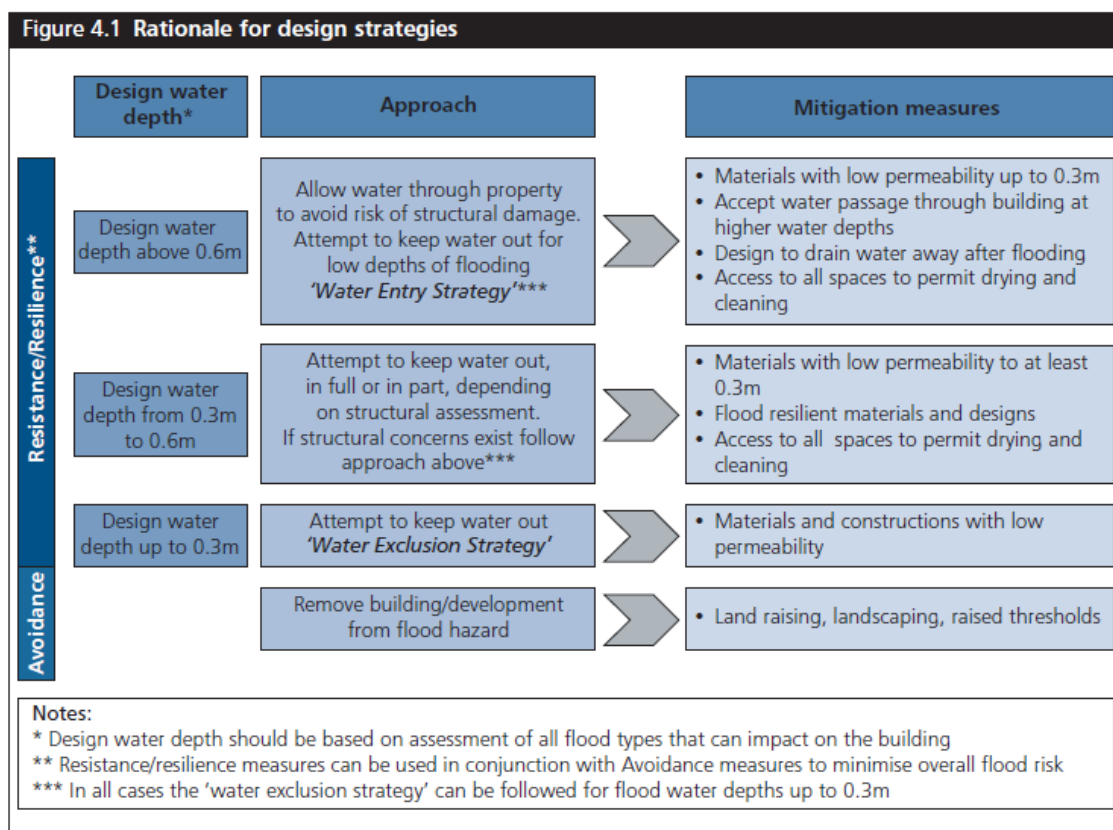 Figure 4.1 Rationale for design strategies
Design water
depth*
Approach
Mitigation measures
Resistance/Resilience**
Design water
depth above 0.6m
Allow water through property
to avoid risk of structural damage.
Attempt to keep water out for
low depths of flooding
‘Water Entry Strategy’***
• Materials with low permeability up to 0.3m
• Accept water passage through building at
higher water depths
• Design to drain water away after flooding
• Access to all spaces to permit drying and
cleaning
Design water
depth from 0.3m
to 0.6m
Attempt to keep water out,
in full or in part, depending
on structural assessment.
If structural concerns exist follow
approach above***
• Materials with low permeability to at least
0.3m
• Flood resilient materials and designs
• Access to all spaces to permit drying and
cleaning
Design water
depth up to 0.3m
Attempt to keep water out
‘Water Exclusion Strategy’
• Materials and constructions with low
permeability
Avoidance
Remove building/development
from flood hazard
• Land raising, landscaping, raised thresholds
Notes:
* Design water depth should be based on assessment of all flood types that can impact on the building
** Resistance/resilience measures can be used in conjunction with Avoidance measures to minimise overall flood risk
*** In all cases the ‘water exclusion strategy’ can be followed for flood water depths up to 0.3m